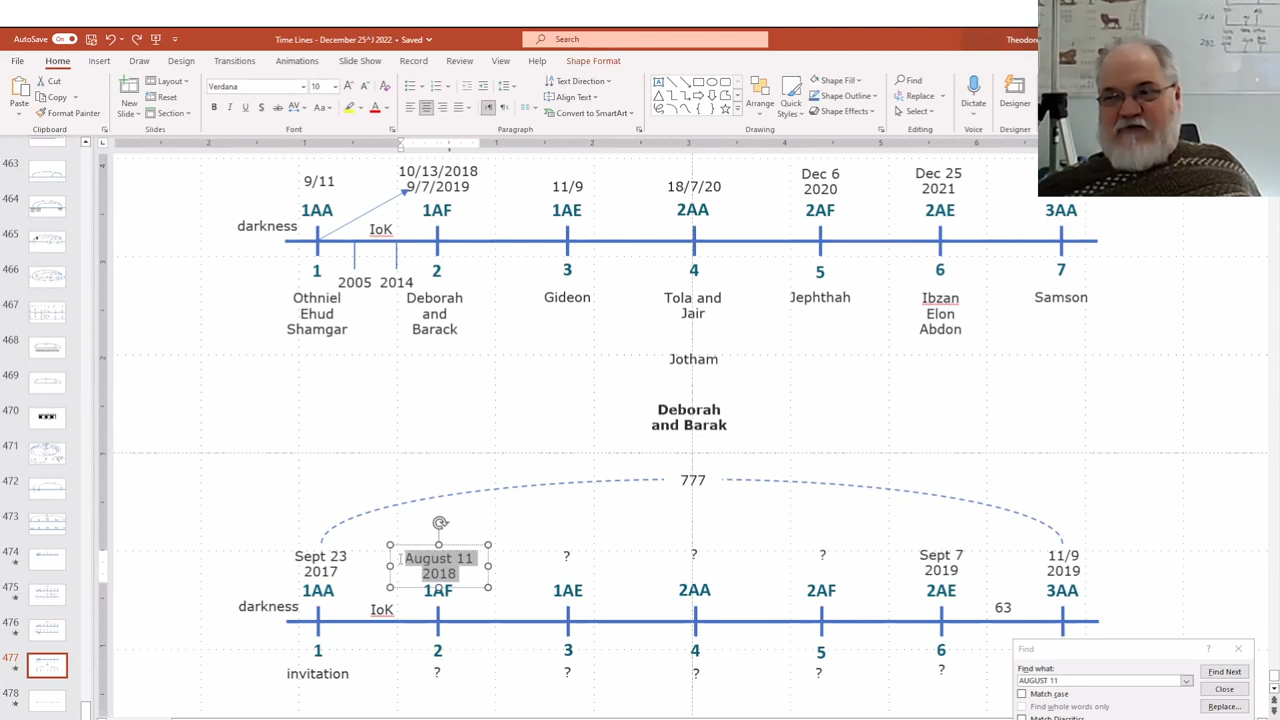 AutoSave On
Time Lines - December 25^J 2022 • Saved
Search
Theodore
File Home Insert Draw Design Transitions Animations Slide Show Record Review View Help Shape Format
Paste
Cut
Copy
Format Painter
Clipboard
New Slide
Layout
Reset
Section
Slides
Verdana 10
Font
Paragraph
Text Direction
Align Text
Convert to SmartArt
Arrange
Quick Styles
Shape Fill
Shape Outline
Shape Effects
Drawing
Find
Replace
Select
Editing
Dictate
Voice
Designer
Designer
463
464
465
466
467
468
469
470
471
472
473
474
475
476
477
478
9/11
10/13/2018
9/7/2019
11/9
18/7/20
Dec 6
2020
Dec 25
2021
1AA 1AF 1AE 2AA 2AF 2AE 3AA
darkness
IoK
1 2 3 4 5 6 7
2005 2014
Othniel
Ehud
Shamgar
Deborah
and
Barack
Gideon
Tola and
Jair
Jephthah
Ibzan
Elon
Abdon
Samson
Jotham
Deborah
and Barak
777
Sept 23
2017
August 11
2018
?
?
?
Sept 7
2019
11/9
2019
1AA 1AF 1AE 2AA 2AF 2AE 3AA
darkness
IoK
63
1 2 3 4 5 6
invitation ? ? ? ? ?
Find
Find what:
AUGUST 11
Match case
Find whole words only
Match Diacritics
Find Next
Close
Replace...